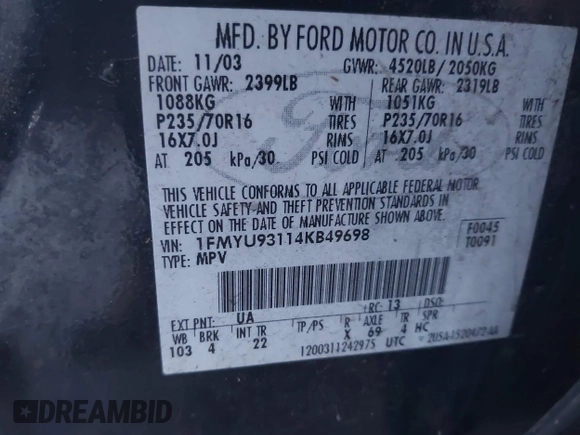 MFD. BY FORD MOTOR CO. IN U.S.A.
DATE: 11/03 GVWR: 4520LB/2050KG
FRONT GAWR: 2399LB REAR GAWR: 2319LB
1088KG WITH 1051KG WITH
P235/70R16 TIRES P235/70R16 TIRES
16X7.0J RIMS 16X7.0J RIMS
AT 205 kPa/30 PSI COLD AT 205 kPa/30 PSI COLD
THIS VEHICLE CONFORMS TO ALL APPLICABLE FEDERAL MOTOR
VEHICLE SAFETY AND THEFT PREVENTION STANDARDS IN
EFFECT ON THE DATE OF MANUFACTURE SHOWN ABOVE.
VIN: 1FMYU93114KB49698 F0045
TYPE: MPV T0091
EXT PNT: UA RC: 13 DSO:
WB BRK INT TR TP/PS R AXLE TR SPR
103 4 22 X 69 4 HC
1200311242975 UTC
Ford
DREAMBID